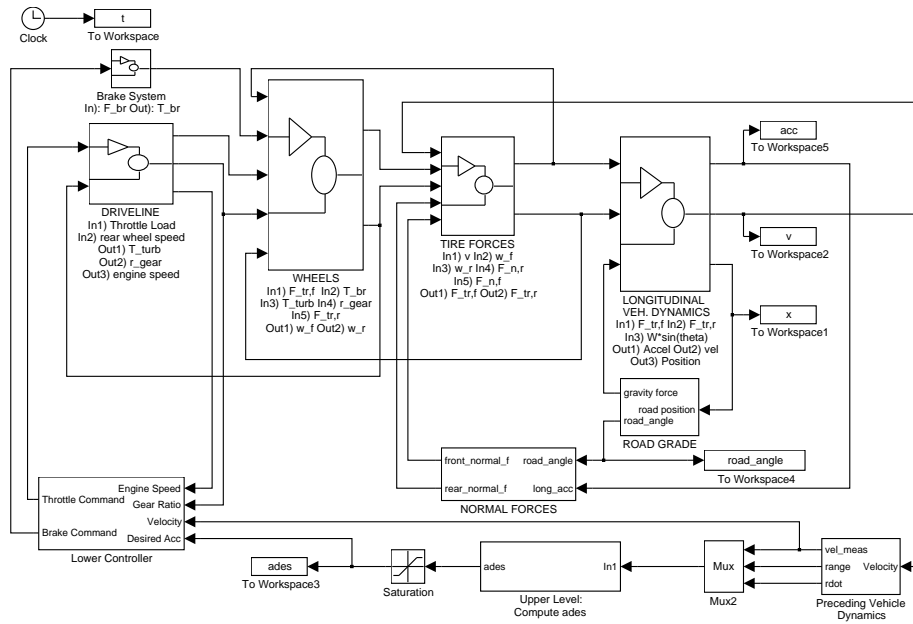 t
Clock
To Workspace
Brake System
In): F_br Out): T_br
DRIVELINE
In1) Throttle Load
In2) rear wheel speed
Out1) T_turb
Out2) r_gear
Out3) engine speed
WHEELS
In1) F_tr,f In2) T_br
In3) T_turb In4) r_gear
In5) F_tr,r
Out1) w_f Out2) w_r
TIRE FORCES
In1) v In2) w_f
In3) w_r In4) F_n,r
In5) F_n,f
Out1) F_tr,f Out2) F_tr,r
LONGITUDINAL
VEH. DYNAMICS
In1) F_tr,f In2) F_tr,r
In3) W*sin(theta)
Out1) Accel Out2) vel
Out3) Position
acc
To Workspace5
v
To Workspace2
x
To Workspace1
gravity force
road position
road_angle
ROAD GRADE
front_normal_f
road_angle
rear_normal_f
long_acc
NORMAL FORCES
road_angle
To Workspace4
Engine Speed
Throttle Command
Gear Ratio
Velocity
Brake Command
Desired Acc
Lower Controller
ades
To Workspace3
Saturation
ades
In1
Upper Level:
Compute ades
Mux
Mux2
vel_meas
range
Velocity
rdot
Preceding Vehicle
Dynamics